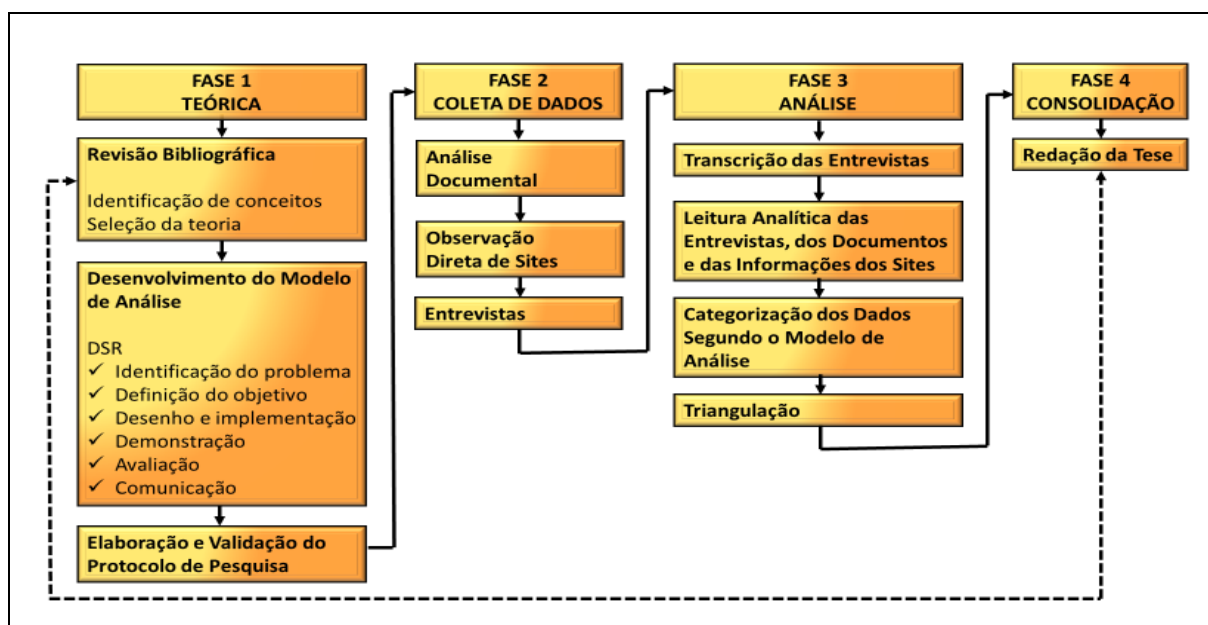 FASE 1
TEÓRICA
Revisão Bibliográfica
Identificação de conceitos
Seleção da teoria
Desenvolvimento do Modelo
de Análise
DSR
✓ Identificação do problema
✓ Definição do objetivo
✓ Desenho e implementação
✓ Demonstração
✓ Avaliação
✓ Comunicação
Elaboração e Validação do
Protocolo de Pesquisa
FASE 2
COLETA DE DADOS
Análise
Documental
Observação
Direta de Sites
Entrevistas
FASE 3
ANÁLISE
Transcrição das Entrevistas
Leitura Analítica das
Entrevistas, dos Documentos
e das Informações dos Sites
Categorização dos Dados
Segundo o Modelo de
Análise
Triangulação
FASE 4
CONSOLIDAÇÃO
Redação da Tese